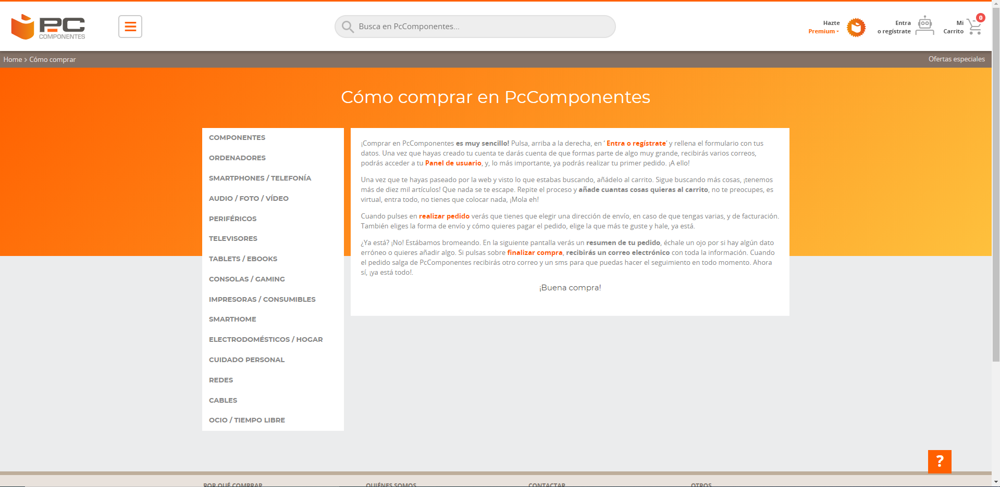 PC
COMPONENTES
Busca en PcComponentes...
Hazte
Premium
Entra
o regístrate
Mi
Carrito
0
Home > Cómo comprar
Ofertas especiales
Cómo comprar en PcComponentes
COMPONENTES
ORDENADORES
SMARTPHONES / TELEFONÍA
AUDIO / FOTO / VÍDEO
PERIFÉRICOS
TELEVISORES
TABLETS / EBOOKS
CONSOLAS / GAMING
IMPRESORAS / CONSUMIBLES
SMARTHOME
ELECTRODOMÉSTICOS / HOGAR
CUIDADO PERSONAL
REDES
CABLES
OCIO / TIEMPO LIBRE
¡Comprar en PcComponentes es muy sencillo! Pulsa, arriba a la derecha, en ‘ Entra o regístrate’ y rellena el formulario con tus
datos. Una vez que hayas creado tu cuenta te darás cuenta de que formas parte de algo muy grande, recibirás varios correos,
podrás acceder a tu Panel de usuario, y, lo más importante, ya podrás realizar tu primer pedido. ¡A ello!
Una vez que te hayas paseado por la web y visto lo que estabas buscando, añádelo al carrito. Sigue buscando más cosas, ¡tenemos
más de diez mil artículos! Que nada se te escape. Repite el proceso y añade cuantas cosas quieras al carrito, no te preocupes, es
virtual, entra todo, no tienes que colocar nada, ¡Mola eh!
Cuando pulses en realizar pedido verás que tienes que elegir una dirección de envío, en caso de que tengas varias, y de facturación.
También eliges la forma de envío y cómo quieres pagar el pedido, elige la que más te guste y hale, ya está.
¿Ya está? ¡No! Estábamos bromeando. En la siguiente pantalla verás un resumen de tu pedido, échale un ojo por si hay algún dato
erróneo o quieres añadir algo. Si pulsas sobre finalizar compra, recibirás un correo electrónico con toda la información. Cuando
el pedido salga de PcComponentes recibirás otro correo y un sms para que puedas hacer el seguimiento en todo momento. Ahora
sí, ¡ya está todo!.
¡Buena compra!
?
POR QUÉ COMPRAR
QUIÉNES SOMOS
CONTACTAR
OTROS